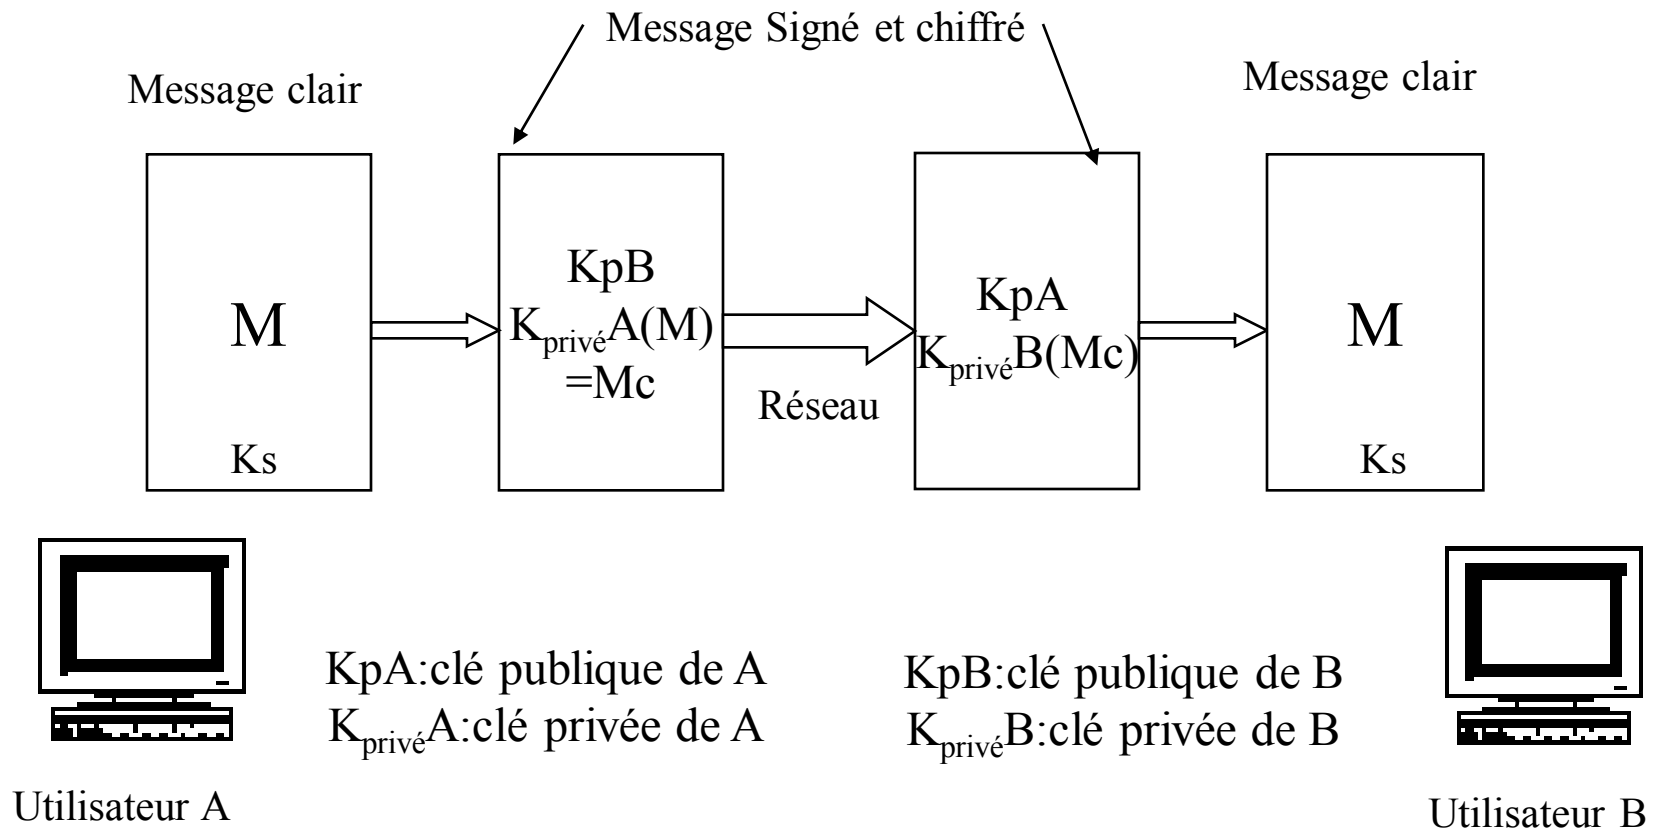 Message Signé et chiffré
Message clair
Message clair
M
Ks
KpB
KprivéA(M)
=Mc
Réseau
KpA
KprivéB(Mc)
M
Ks
KpA:clé publique de A
KprivéA:clé privée de A
KpB:clé publique de B
KprivéB:clé privée de B
Utilisateur A
Utilisateur B